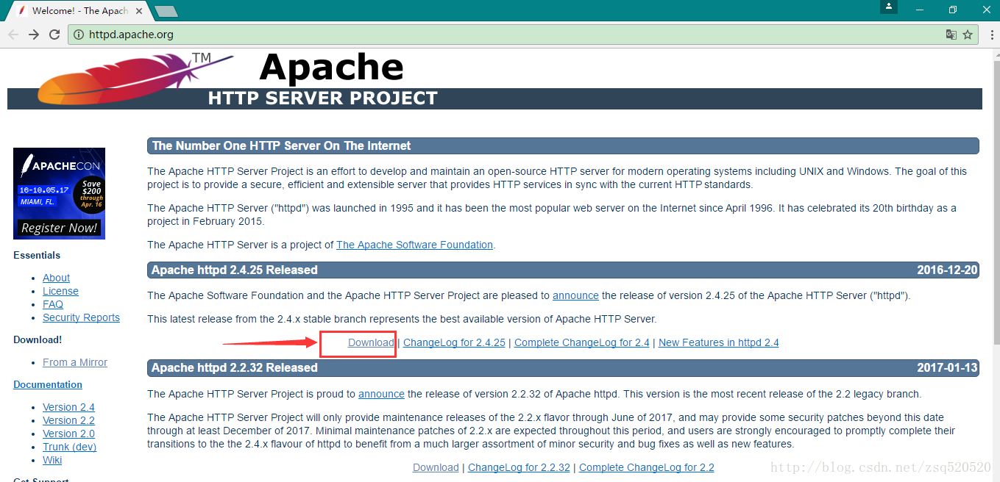 Welcome! - The Apach
httpd.apache.org
TM
Apache
HTTP SERVER PROJECT
APACHECON
16-18.05.17
MIAMI, FL.
Save
$200
through
Apr. 16
Register Now!
Essentials
About
License
FAQ
Security Reports
Download!
From a Mirror
Documentation
Version 2.4
Version 2.2
Version 2.0
Trunk (dev)
Wiki
Get Support
The Number One HTTP Server On The Internet
The Apache HTTP Server Project is an effort to develop and maintain an open-source HTTP server for modern operating systems including UNIX and Windows. The goal of this
project is to provide a secure, efficient and extensible server that provides HTTP services in sync with the current HTTP standards.
The Apache HTTP Server ("httpd") was launched in 1995 and it has been the most popular web server on the Internet since April 1996. It has celebrated its 20th birthday as a
project in February 2015.
The Apache HTTP Server is a project of The Apache Software Foundation.
Apache httpd 2.4.25 Released 2016-12-20
The Apache Software Foundation and the Apache HTTP Server Project are pleased to announce the release of version 2.4.25 of the Apache HTTP Server ("httpd").
This latest release from the 2.4.x stable branch represents the best available version of Apache HTTP Server.
Download | ChangeLog for 2.4.25 | Complete ChangeLog for 2.4 | New Features in httpd 2.4
Apache httpd 2.2.32 Released 2017-01-13
The Apache HTTP Server Project is proud to announce the release of version 2.2.32 of Apache httpd. This version is the most recent release of the 2.2 legacy branch.
The Apache HTTP Server Project will only provide maintenance releases of the 2.2.x flavor through June of 2017, and may provide some security patches beyond this date
through at least December of 2017. Minimal maintenance patches of 2.2.x are expected throughout this period, and users are strongly encouraged to promptly complete their
transitions to the the 2.4.x flavour of httpd to benefit from a much larger assortment of minor security and bug fixes as well as new features.
Download | ChangeLog for 2.2.32 | Complete ChangeLog for 2.2
http://blog.csdn.net/zsq520520